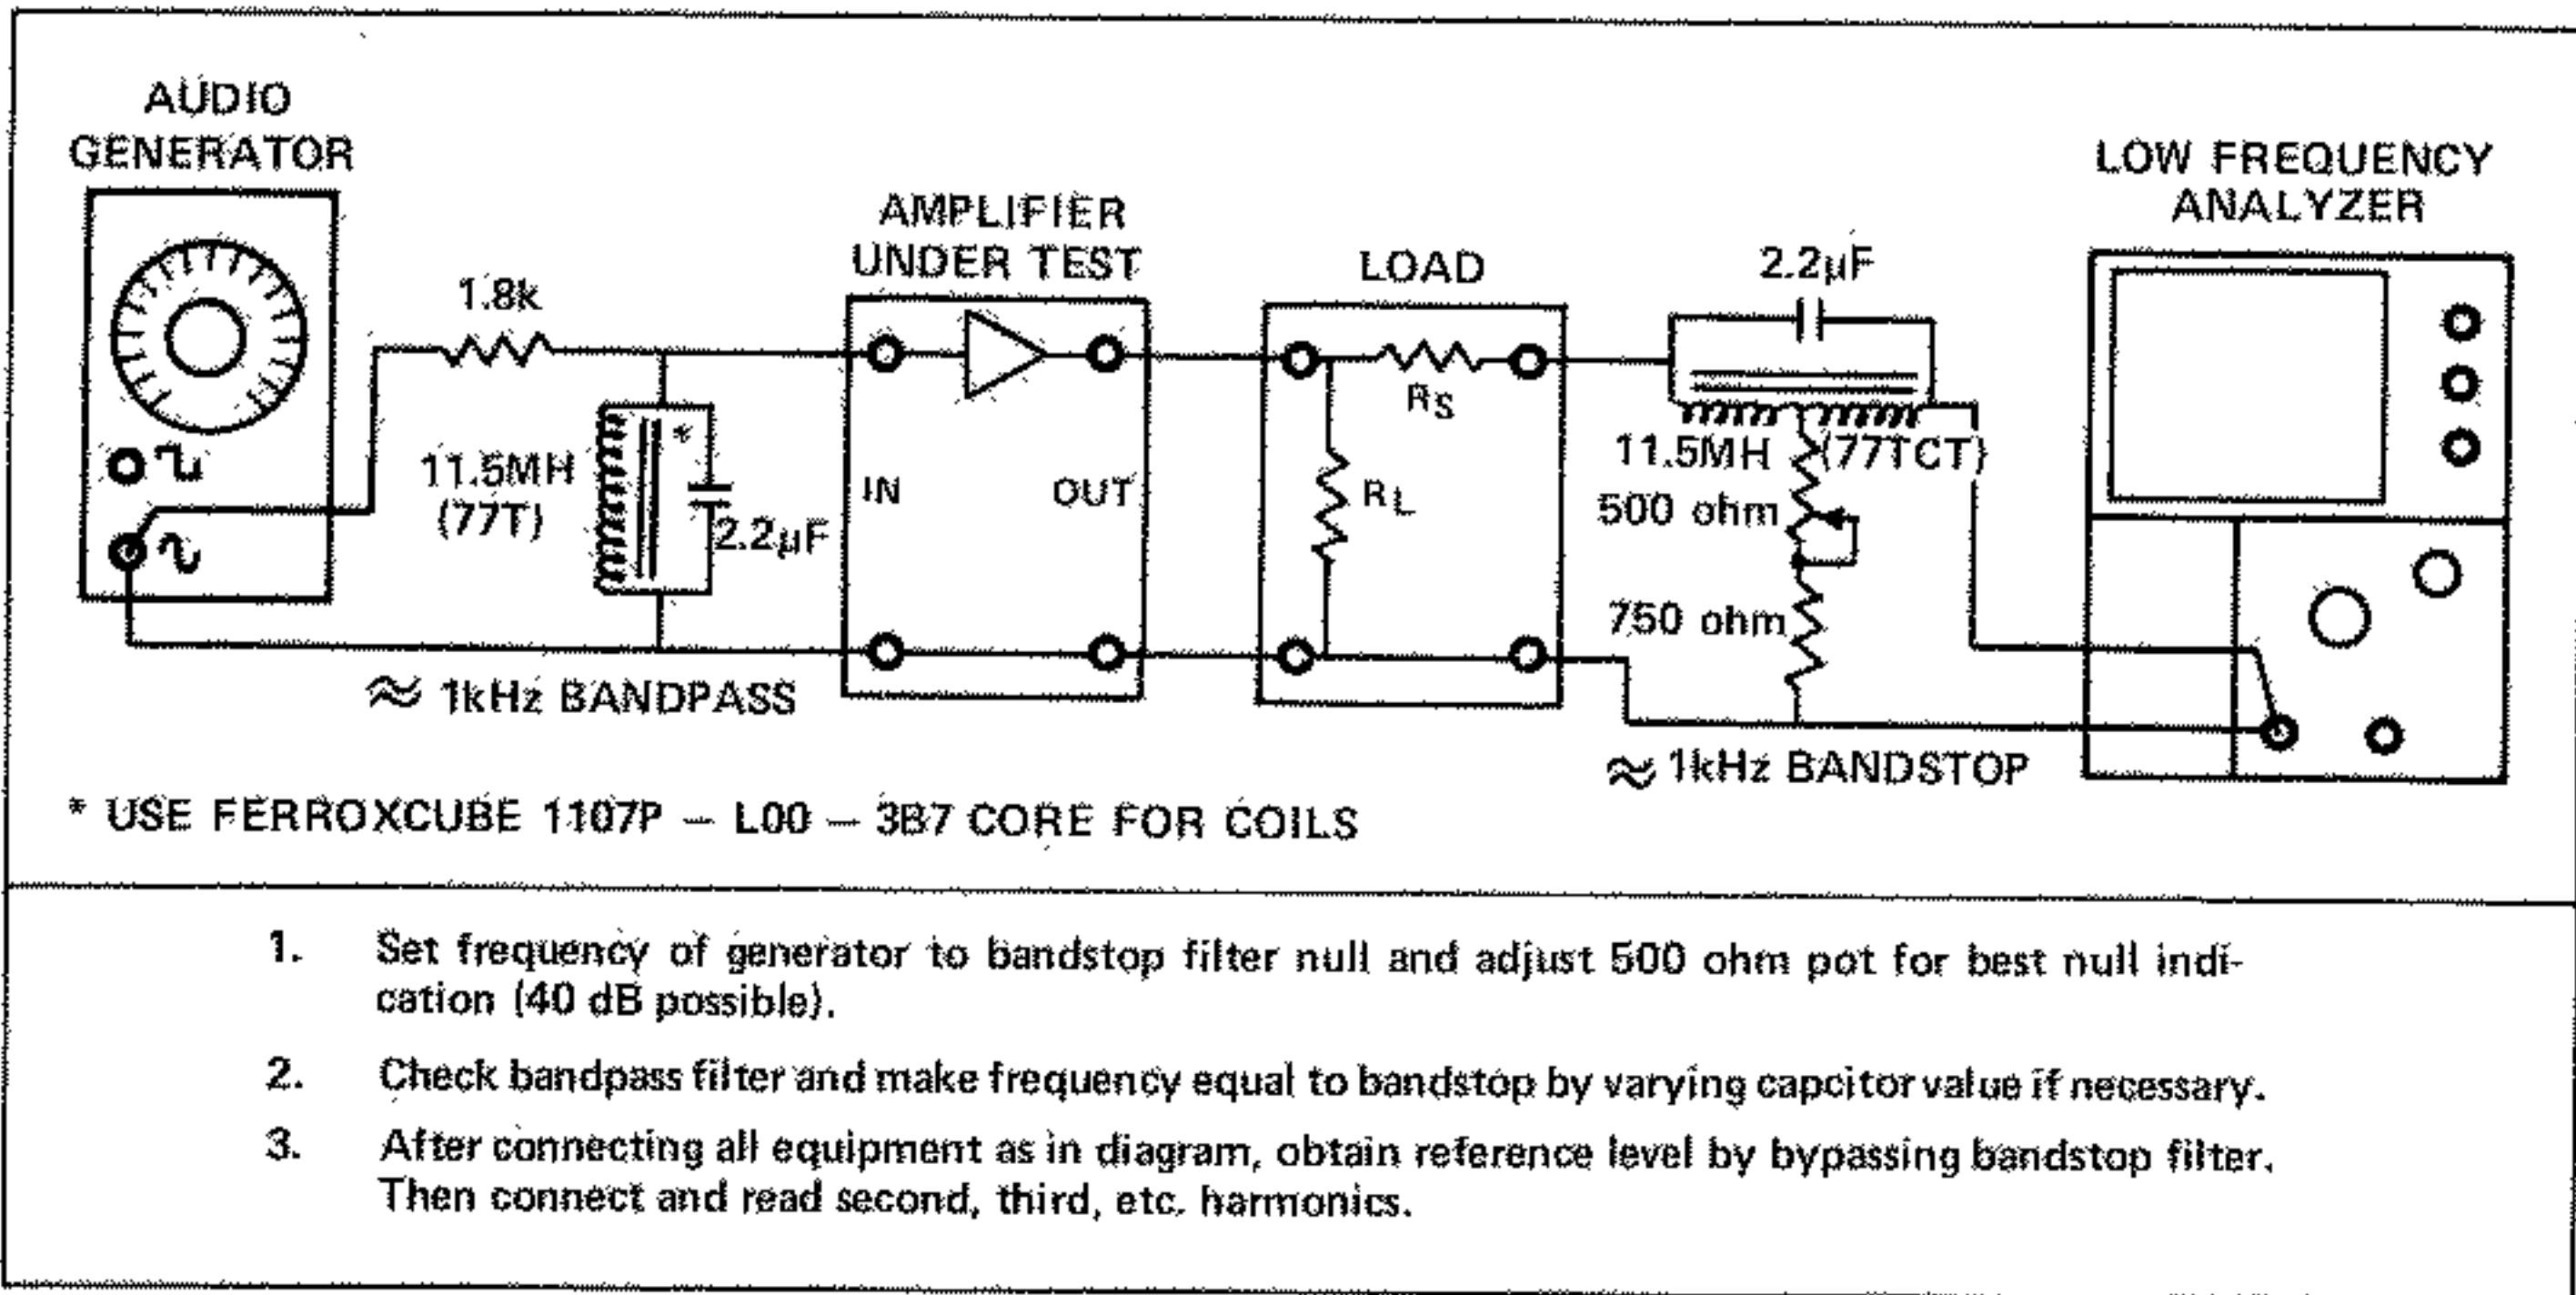 AUDIO
GENERATOR
1.8k
11.5MH
(77T)
*
2.2µF
≈ 1kHz BANDPASS
AMPLIFIER
UNDER TEST
IN
OUT
LOAD
RS
RL
2.2µF
11.5MH (77TCT)
500 ohm
750 ohm
≈ 1kHz BANDSTOP
LOW FREQUENCY
ANALYZER
* USE FERROXCUBE 1107P – L00 – 3B7 CORE FOR COILS
1. Set frequency of generator to bandstop filter null and adjust 500 ohm pot for best null indi-
cation (40 dB possible).
2. Check bandpass filter and make frequency equal to bandstop by varying capcitor value if necessary.
3. After connecting all equipment as in diagram, obtain reference level by bypassing bandstop filter.
Then connect and read second, third, etc. harmonics.